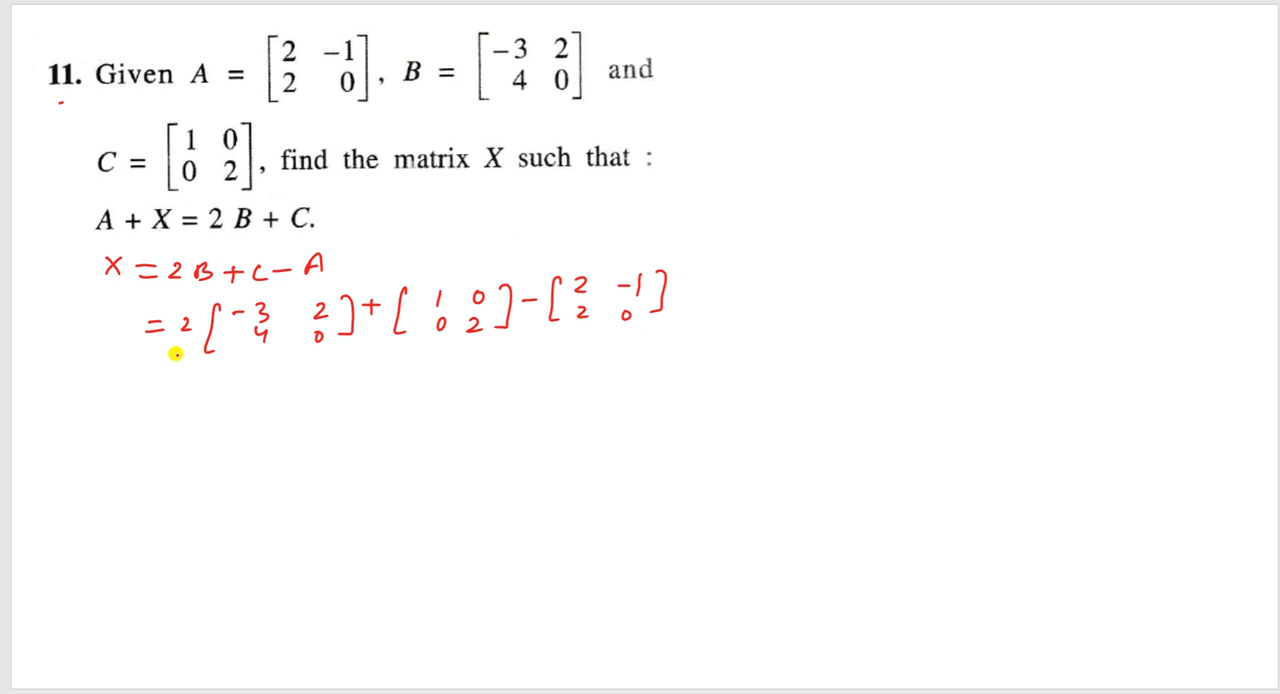 11. Given A = [2 -1], B = [-3 2] and
[2 0] [4 0]
C = [1 0], find the matrix X such that :
[0 2]
A + X = 2 B + C.
X = 2B + C - A
= 2 [-3 2] + [1 0] - [2 -1]
[4 0] [0 2] [2 0]